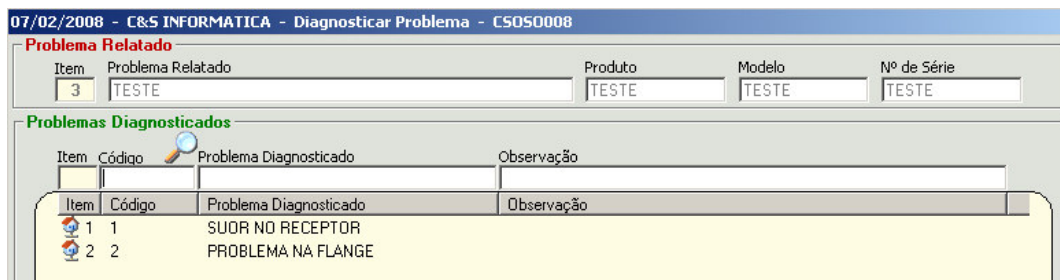 07/02/2008 - C&S INFORMATICA - Diagnosticar Problema - CSOSO008
Problema Relatado
Item Problema Relatado Produto Modelo Nº de Série
3 TESTE TESTE TESTE TESTE
Problemas Diagnosticados
Item Código Problema Diagnosticado Observação
Item Código Problema Diagnosticado Observação
1 1 SUOR NO RECEPTOR
2 2 PROBLEMA NA FLANGE